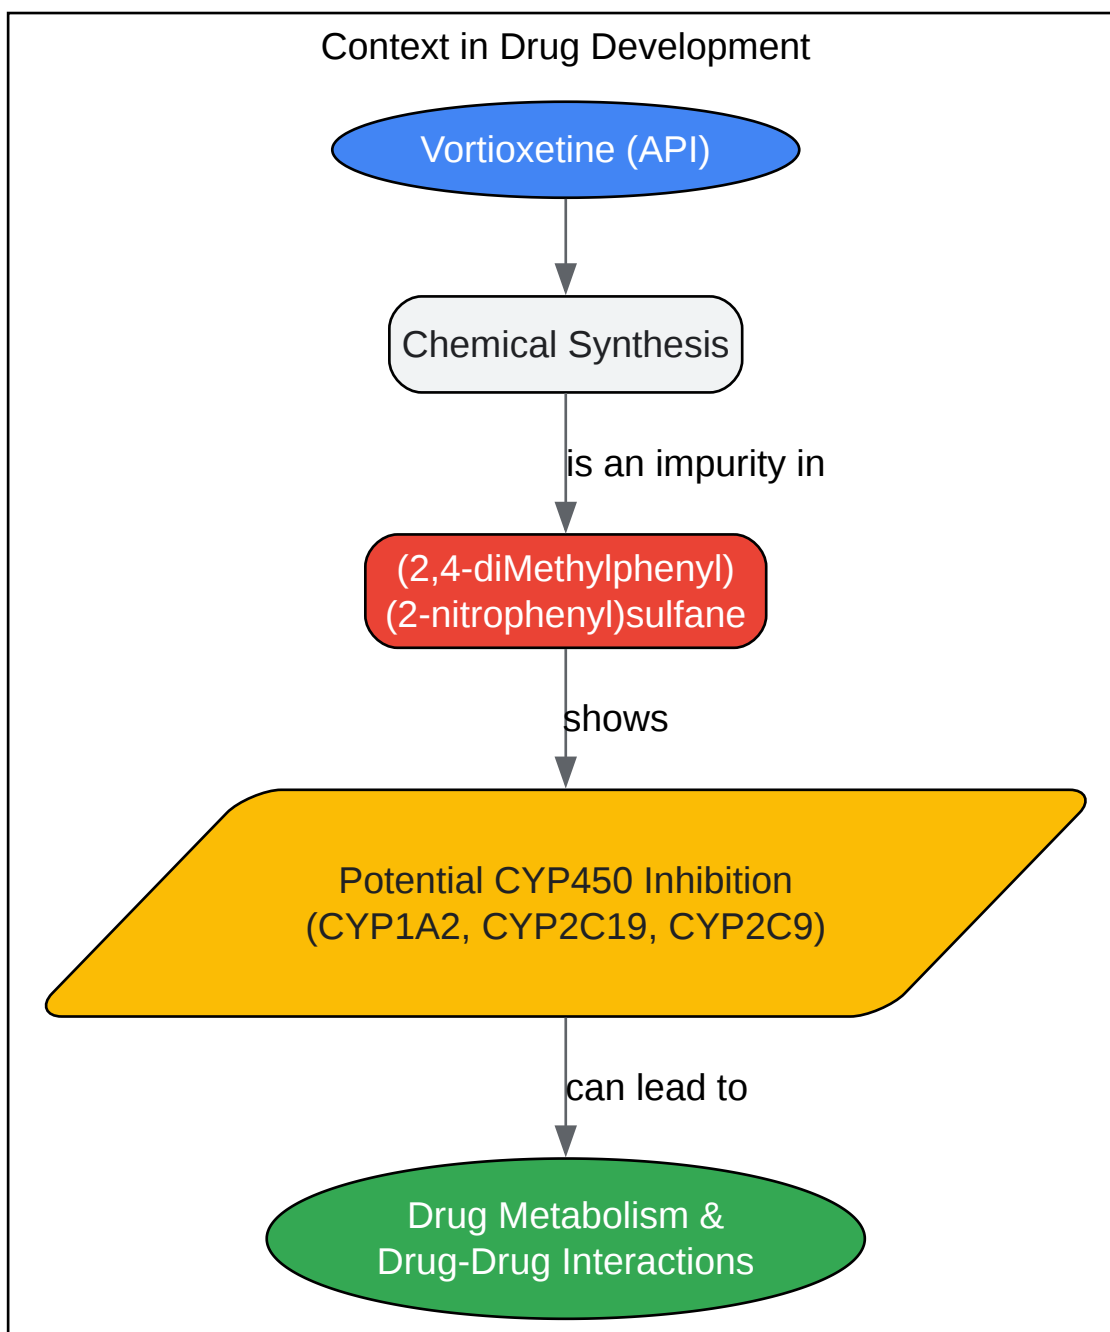 Context in Drug Development
Vortioxetine (API)
Chemical Synthesis
is an impurity in
(2,4-diMethylphenyl)
(2-nitrophenyl)sulfane
shows
Potential CYP450 Inhibition
(CYP1A2, CYP2C19, CYP2C9)
can lead to
Drug Metabolism &
Drug-Drug Interactions